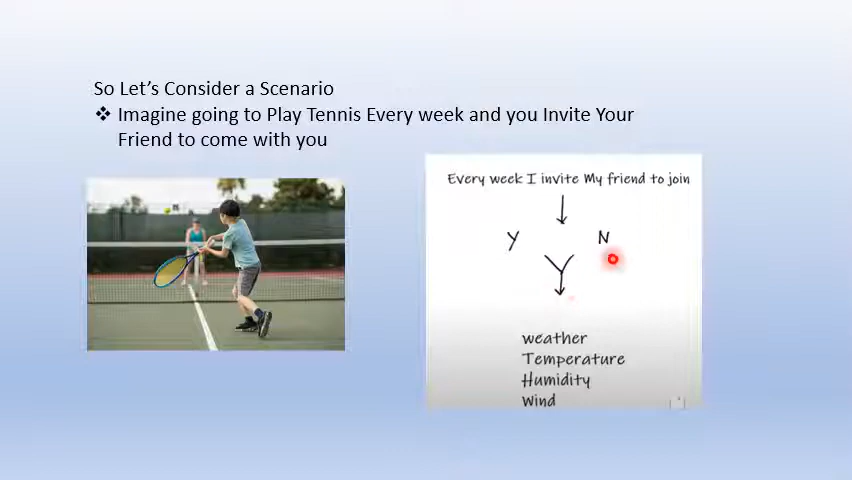 So Let's Consider a Scenario
❖ Imagine going to Play Tennis Every week and you Invite Your
Friend to come with you
Every week I invite My friend to join
Y N
weather
Temperature
Humidity
Wind